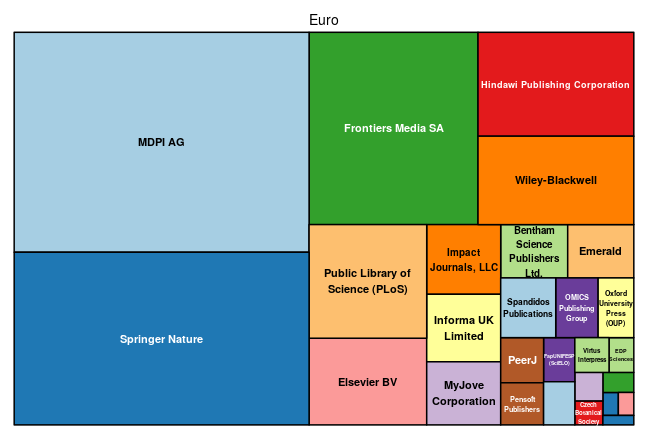 Euro
MDPI AG
Springer Nature
Frontiers Media SA
Hindawi Publishing Corporation
Wiley-Blackwell
Public Library of
Science (PLoS)
Elsevier BV
Impact
Journals, LLC
Informa UK
Limited
MyJove
Corporation
Bentham
Science
Publishers
Ltd.
Emerald
Spandidos
Publications
OMICS
Publishing
Group
Oxford
University
Press
(OUP)
PeerJ
Pensoft
Publishers
FapUNIFESP
(SciELO)
Virtus
Interpress
EDP
Sciences
Czech
Botanical
Society